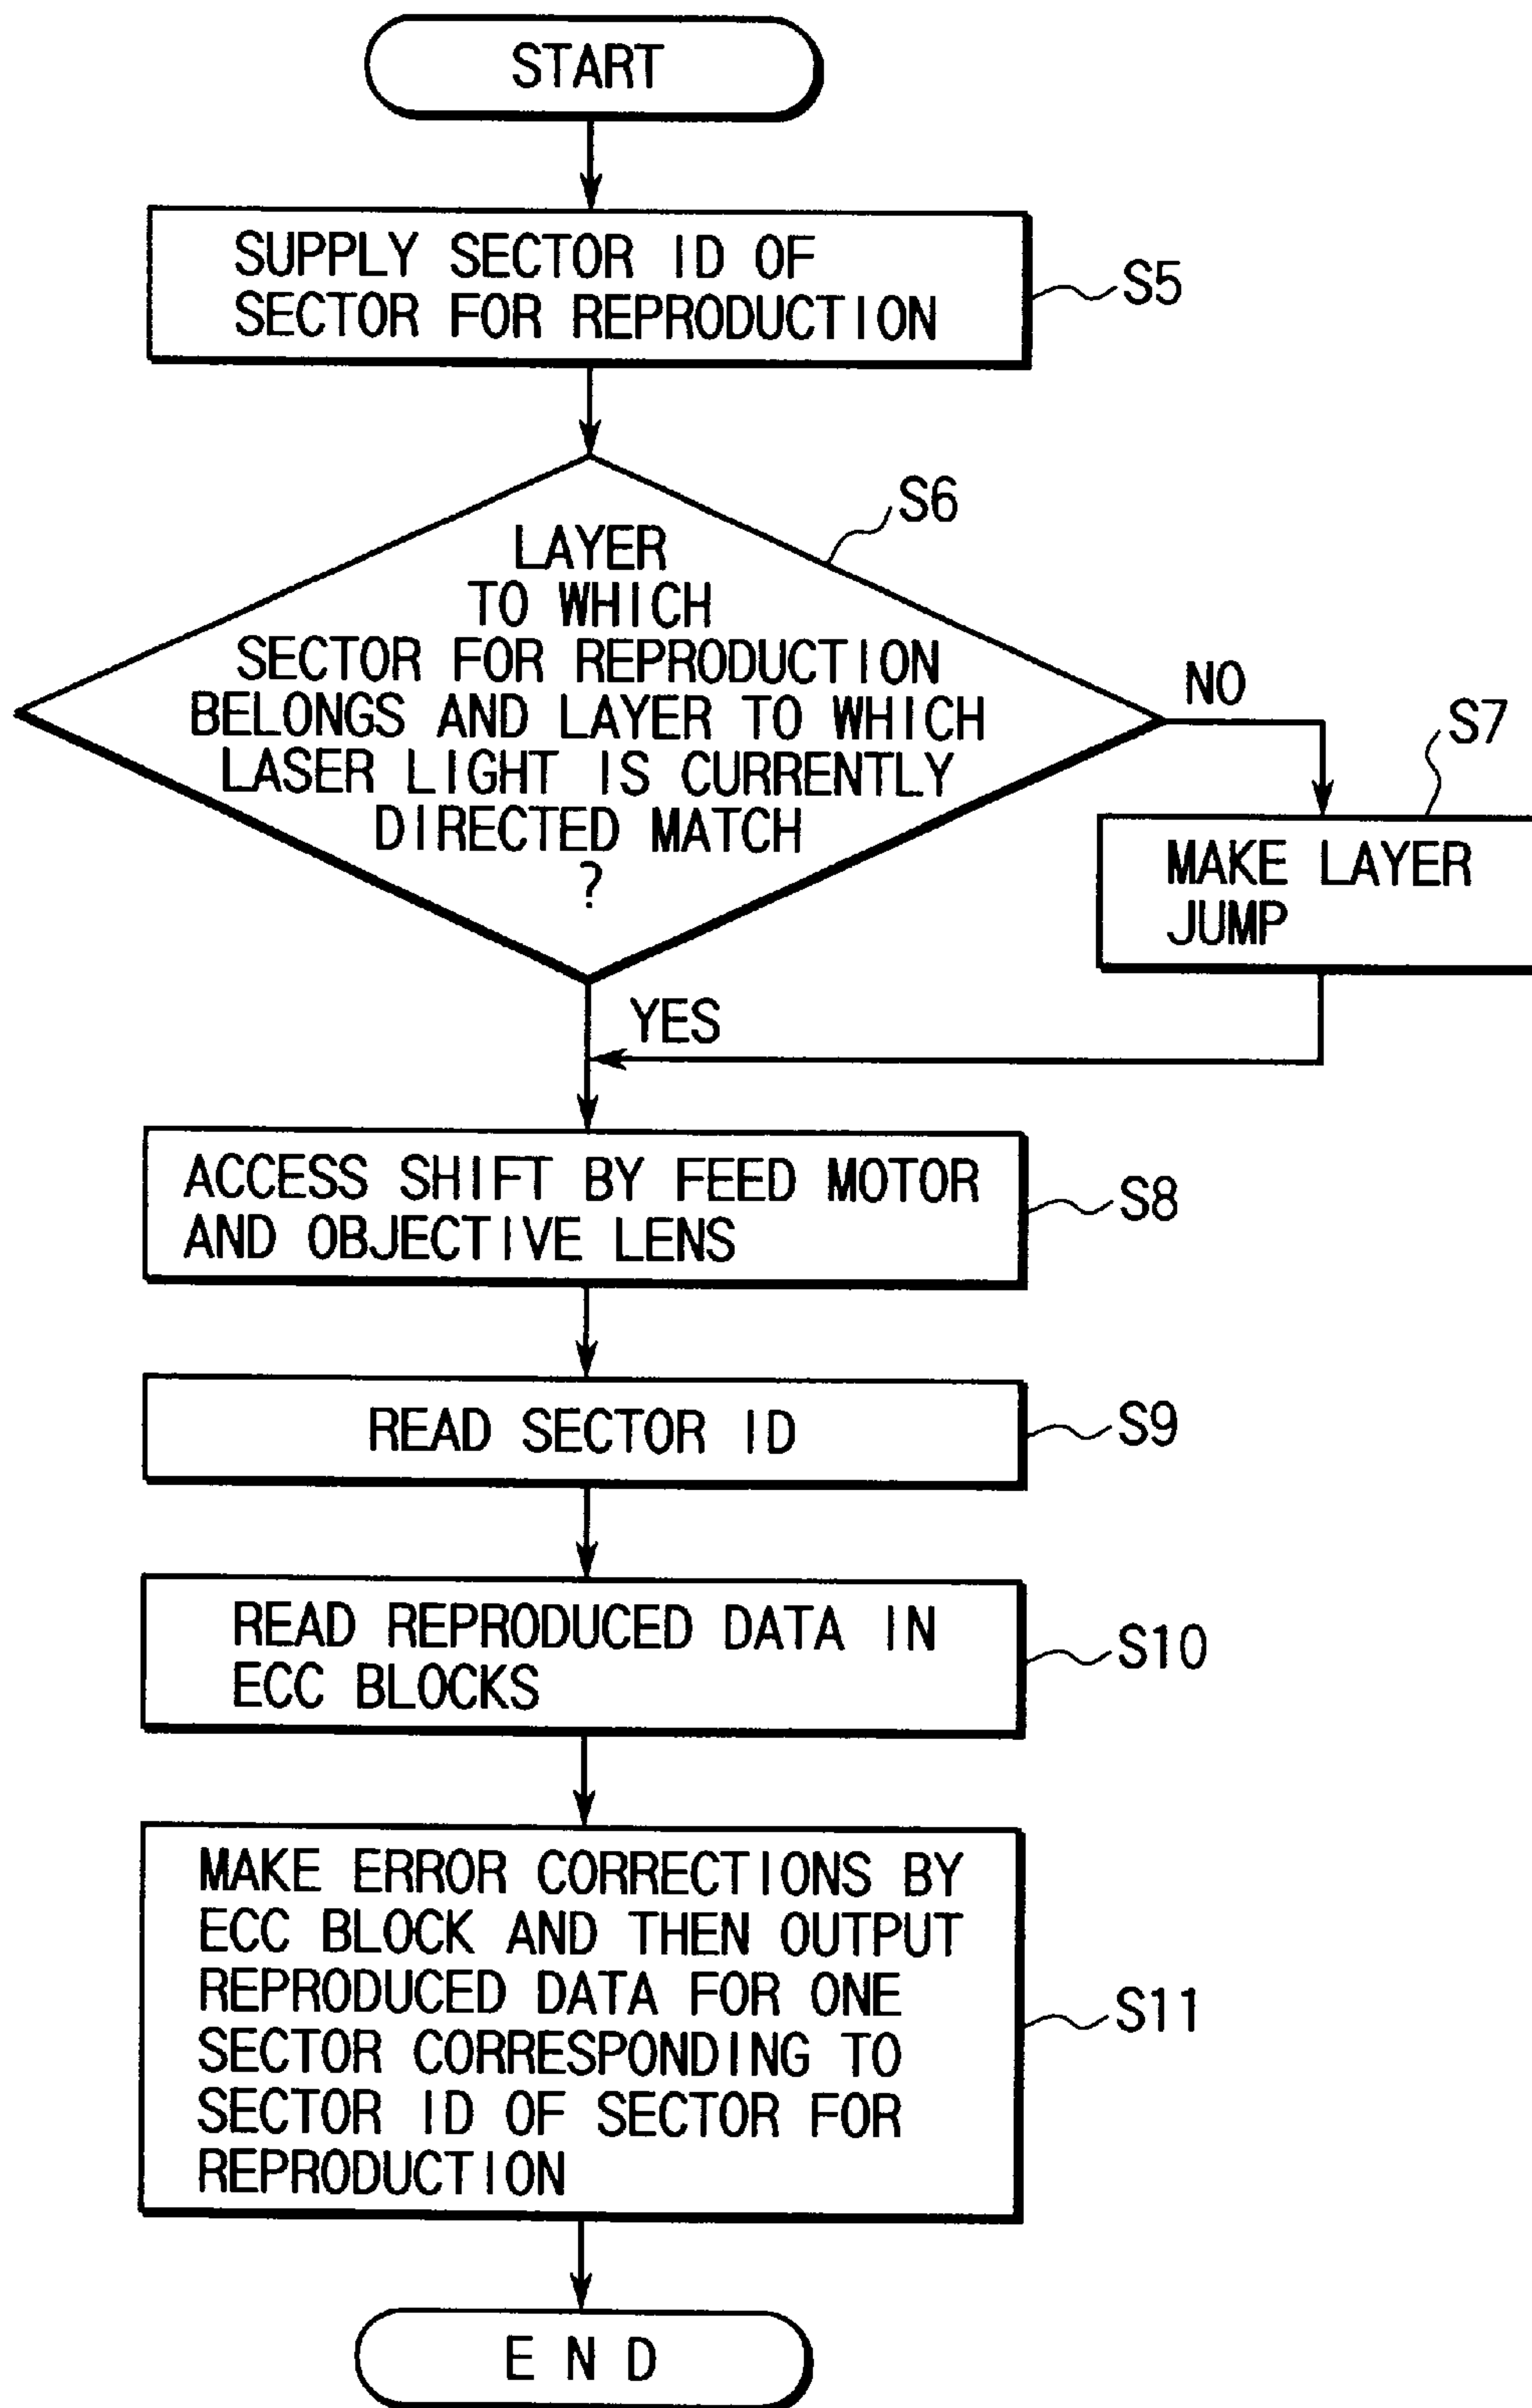 START
SUPPLY SECTOR ID OF
SECTOR FOR REPRODUCTION
S5
S6
LAYER
TO WHICH
SECTOR FOR REPRODUCTION
BELONGS AND LAYER TO WHICH
LASER LIGHT IS CURRENTLY
DIRECTED MATCH
?
NO
S7
MAKE LAYER
JUMP
YES
ACCESS SHIFT BY FEED MOTOR
AND OBJECTIVE LENS
S8
READ SECTOR ID
S9
READ REPRODUCED DATA IN
ECC BLOCKS
S10
MAKE ERROR CORRECTIONS BY
ECC BLOCK AND THEN OUTPUT
REPRODUCED DATA FOR ONE
SECTOR CORRESPONDING TO
SECTOR ID OF SECTOR FOR
REPRODUCTION
S11
END